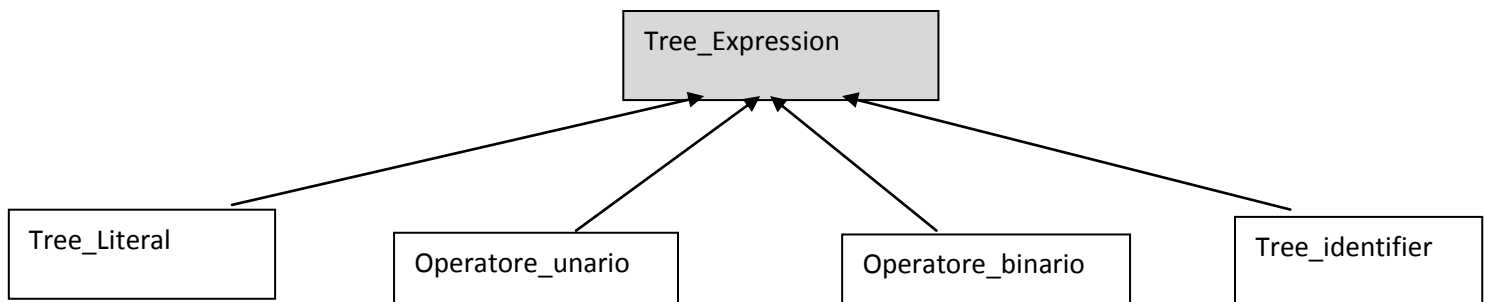 Tree_Expression
Tree_Literal
Operatore_unario
Operatore_binario
Tree_identifier